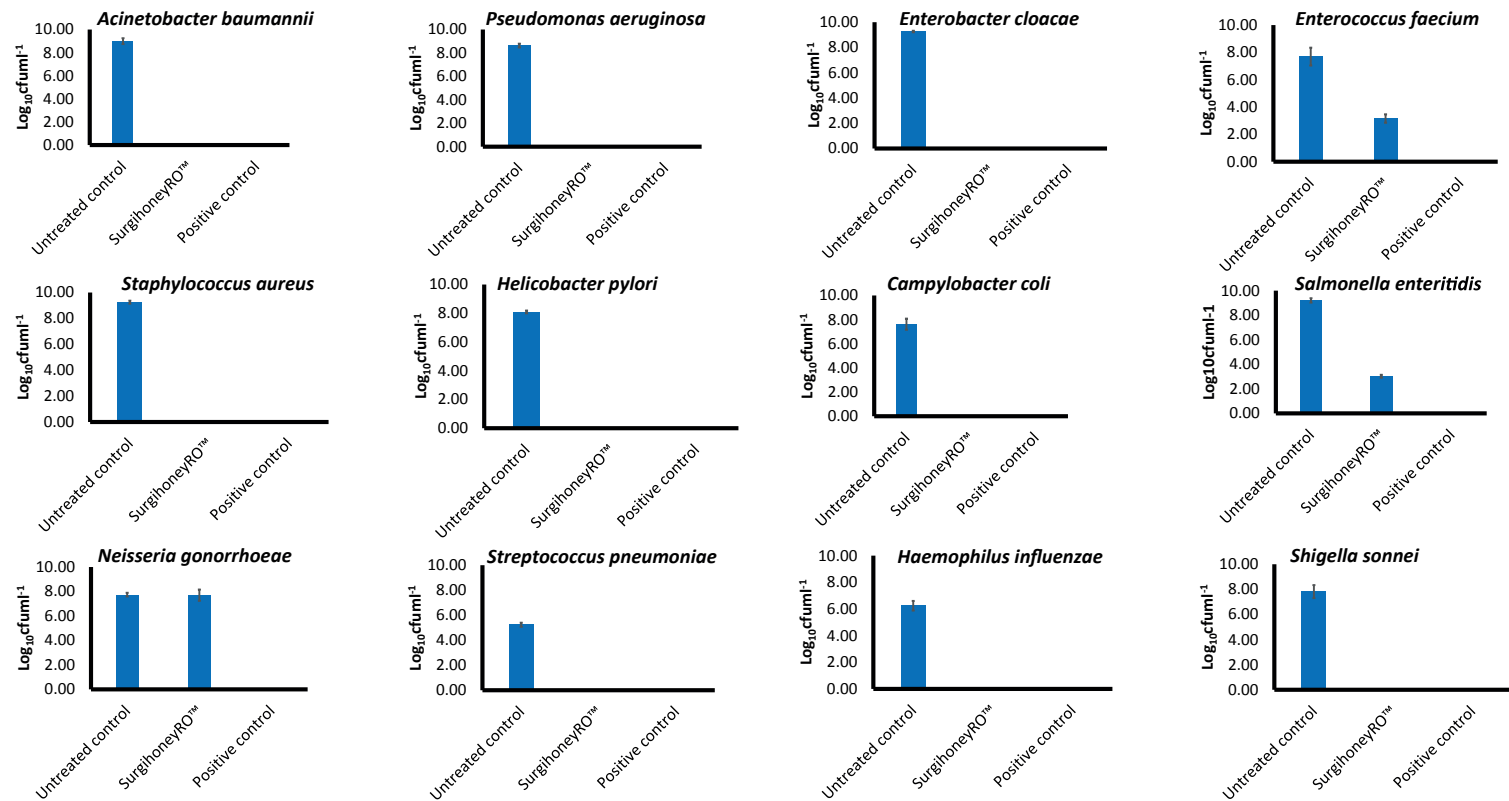 Acinetobacter baumannii
Log10cfuml-1
10.00
8.00
6.00
4.00
2.00
0.00
Untreated control
SurgihoneyRO™
Positive control
Pseudomonas aeruginosa
Log10cfuml-1
10.00
8.00
6.00
4.00
2.00
0.00
Untreated control
SurgihoneyRO™
Positive control
Enterobacter cloacae
Log10cfuml-1
10.00
8.00
6.00
4.00
2.00
0.00
Untreated control
SurgihoneyRO™
Positive control
Enterococcus faecium
Log10cfuml-1
10.00
8.00
6.00
4.00
2.00
0.00
Untreated control
SurgihoneyRO™
Positive control
Staphylococcus aureus
Log10cfuml-1
10.00
8.00
6.00
4.00
2.00
0.00
Untreated control
SurgihoneyRO™
Positive control
Helicobacter pylori
Log10cfuml-1
10.00
8.00
6.00
4.00
2.00
0.00
Untreated control
SurgihoneyRO™
Positive control
Campylobacter coli
Log10cfuml-1
10.00
8.00
6.00
4.00
2.00
0.00
Untreated control
SurgihoneyRO™
Positive control
Salmonella enteritidis
Log10cfuml-1
10.00
8.00
6.00
4.00
2.00
0.00
Untreated control
SurgihoneyRO™
Positive control
Neisseria gonorrhoeae
Log10cfuml-1
10.00
8.00
6.00
4.00
2.00
0.00
Untreated control
SurgihoneyRO™
Positive control
Streptococcus pneumoniae
Log10cfuml-1
10.00
8.00
6.00
4.00
2.00
0.00
Untreated control
SurgihoneyRO™
Positive control
Haemophilus influenzae
Log10cfuml-1
10.00
8.00
6.00
4.00
2.00
0.00
Untreated control
SurgihoneyRO™
Positive control
Shigella sonnei
Log10cfuml-1
10.00
8.00
6.00
4.00
2.00
0.00
Untreated control
SurgihoneyRO™
Positive control